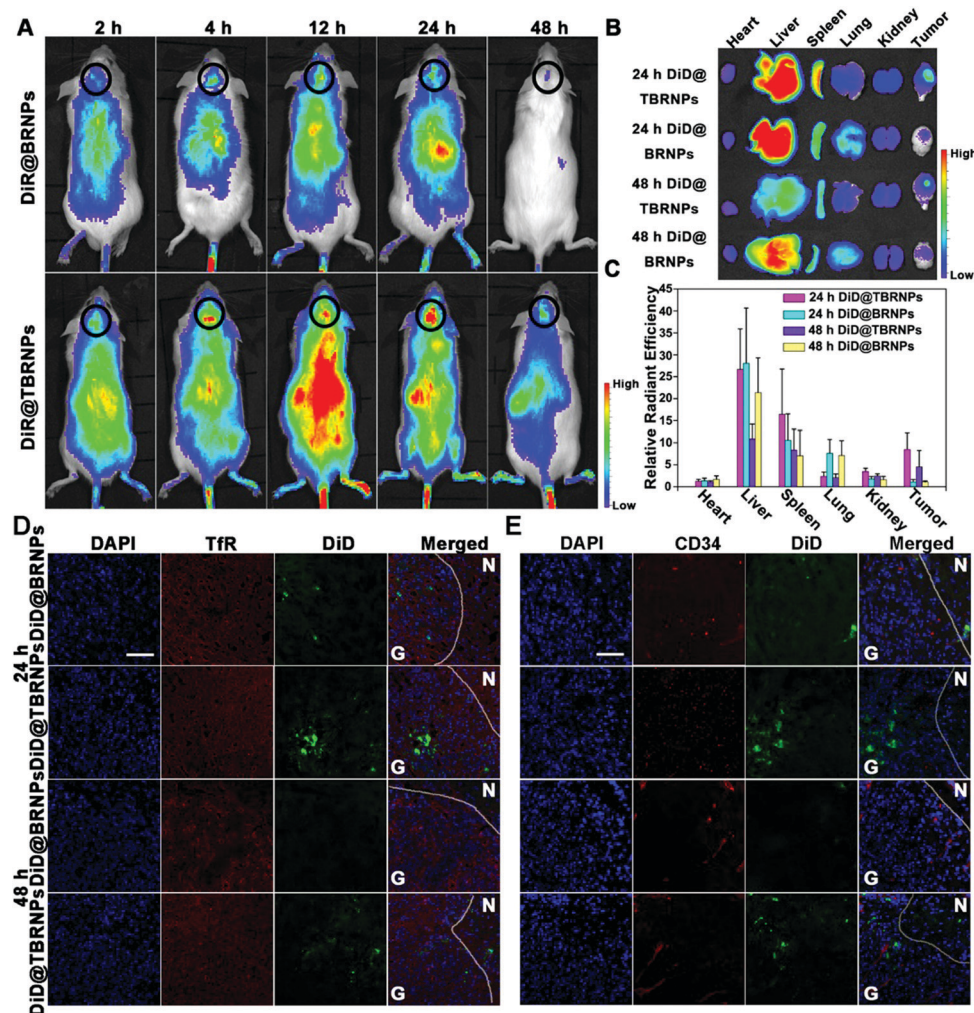 A
2 h 4 h 12 h 24 h 48 h
DiR@BRNPs
DiR@TBRNPs
High
Low
B
Heart Liver Spleen Lung Kidney Tumor
24 h DiD@
TBRNPs
24 h DiD@
BRNPs
48 h DiD@
TBRNPs
48 h DiD@
BRNPs
High
Low
C
Relative Radiant Efficiency
45
40
35
30
25
20
15
10
5
0
24 h DiD@TBRNPs
24 h DiD@BRNPs
48 h DiD@TBRNPs
48 h DiD@BRNPs
Heart Liver Spleen Lung Kidney Tumor
D
DAPI TfR DiD Merged
24 h
DiD@BRNPs
N
G
DiD@TBRNPs
N
G
48 h
DiD@BRNPs
N
G
DiD@TBRNPs
N
G
E
DAPI CD34 DiD Merged
N
G
N
G
N
G
N
G